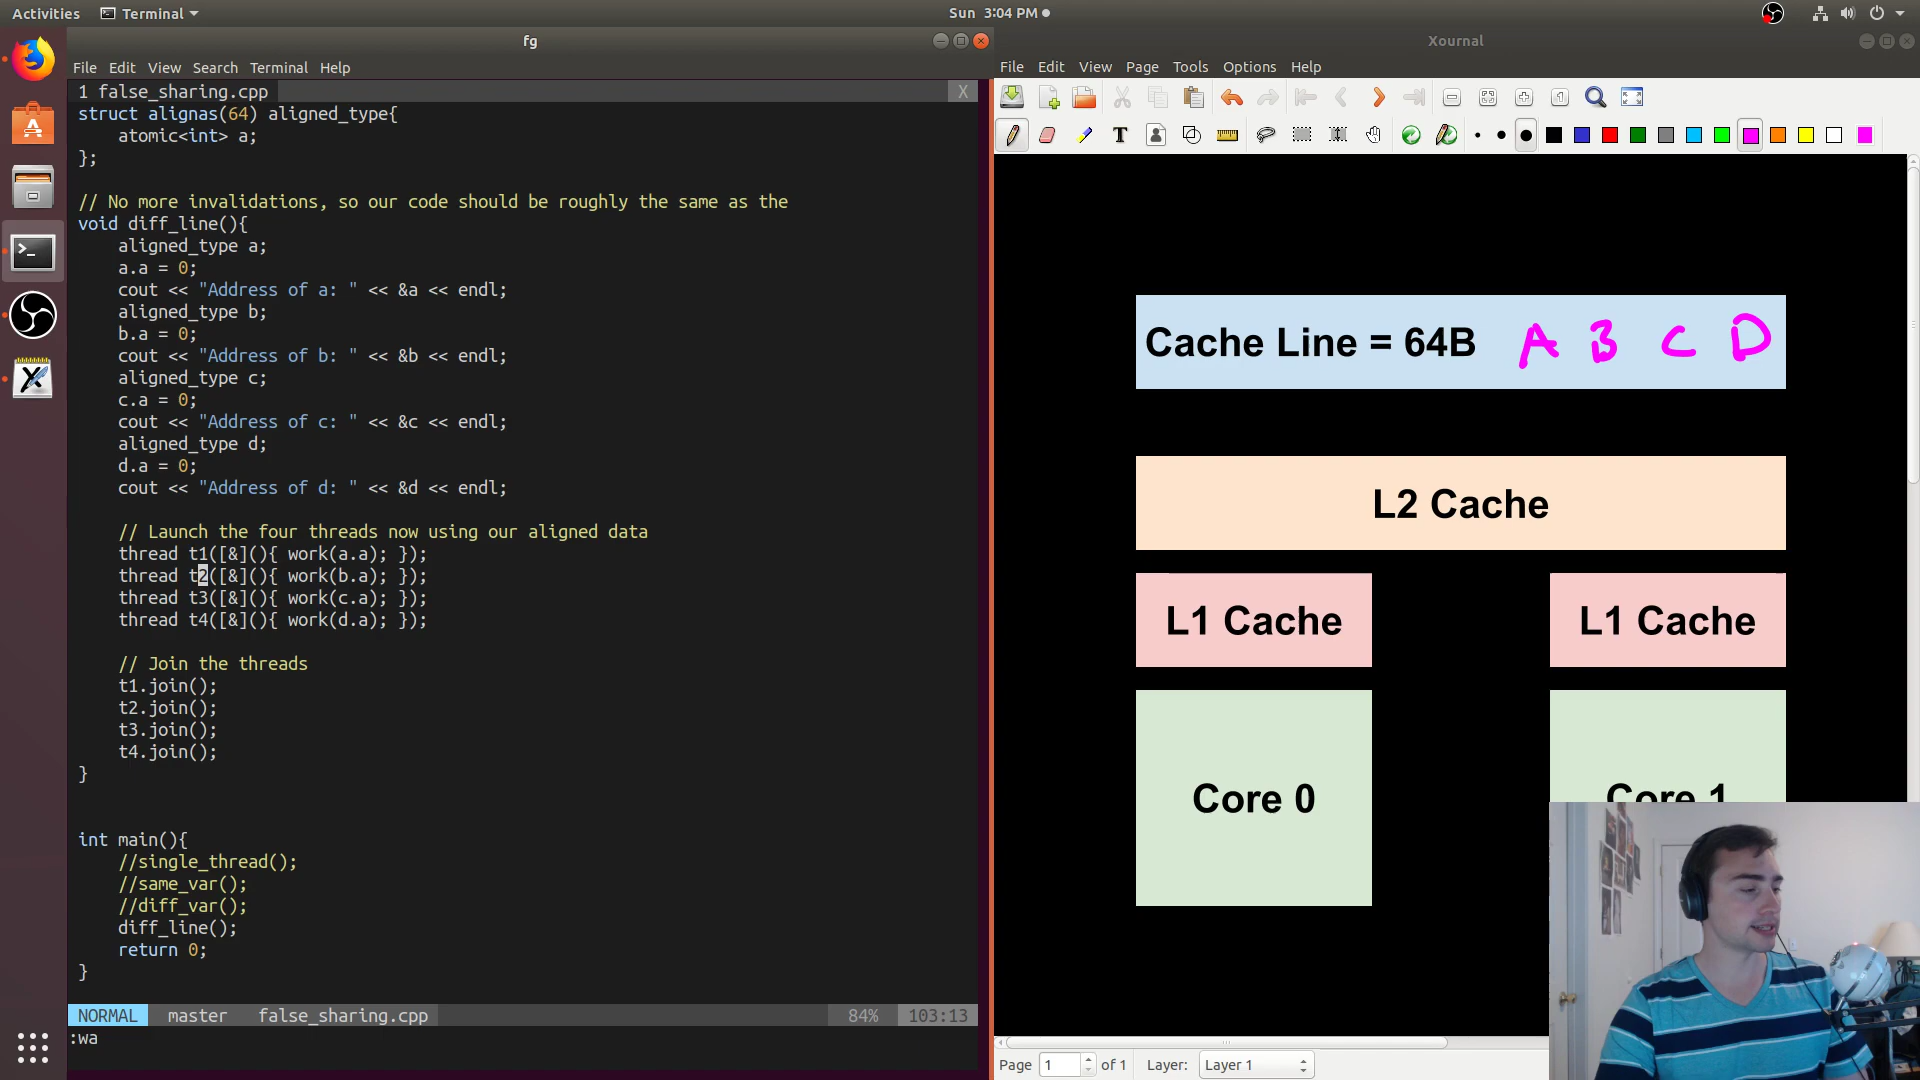 Activities
Terminal
Sun 3:04 PM
fg
File Edit View Search Terminal Help
1 false_sharing.cpp X
struct alignas(64) aligned_type{
    atomic<int> a;
};
// No more invalidations, so our code should be roughly the same as the
void diff_line(){
    aligned_type a;
    a.a = 0;
    cout << "Address of a: " << &a << endl;
    aligned_type b;
    b.a = 0;
    cout << "Address of b: " << &b << endl;
    aligned_type c;
    c.a = 0;
    cout << "Address of c: " << &c << endl;
    aligned_type d;
    d.a = 0;
    cout << "Address of d: " << &d << endl;
    // Launch the four threads now using our aligned data
    thread t1([&](){ work(a.a); });
    thread t2([&](){ work(b.a); });
    thread t3([&](){ work(c.a); });
    thread t4([&](){ work(d.a); });
    // Join the threads
    t1.join();
    t2.join();
    t3.join();
    t4.join();
}
int main(){
    //single_thread();
    //same_var();
    //diff_var();
    diff_line();
    return 0;
}
NORMAL master false_sharing.cpp 84% 103:13
:wa
Xournal
File Edit View Page Tools Options Help
Cache Line = 64B A B C D
L2 Cache
L1 Cache L1 Cache
Core 0 Core 1
Page 1 of 1 Layer: Layer 1